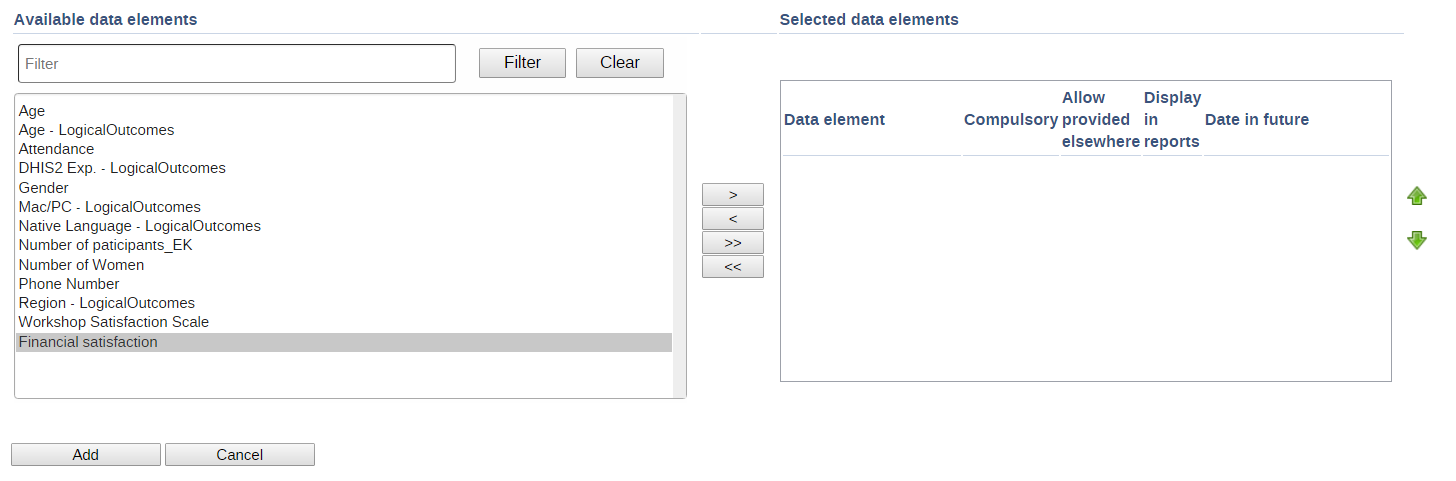 Available data elements
Selected data elements
Filter
Filter
Clear
Age
Age - LogicalOutcomes
Attendance
DHIS2 Exp. - LogicalOutcomes
Gender
Mac/PC - LogicalOutcomes
Native Language - LogicalOutcomes
Number of paticipants_EK
Number of Women
Phone Number
Region - LogicalOutcomes
Workshop Satisfaction Scale
Financial satisfaction
>
<
>>
<<
Data element
Compulsory
Allow
provided
elsewhere
Display
in
reports
Date in future
Add
Cancel